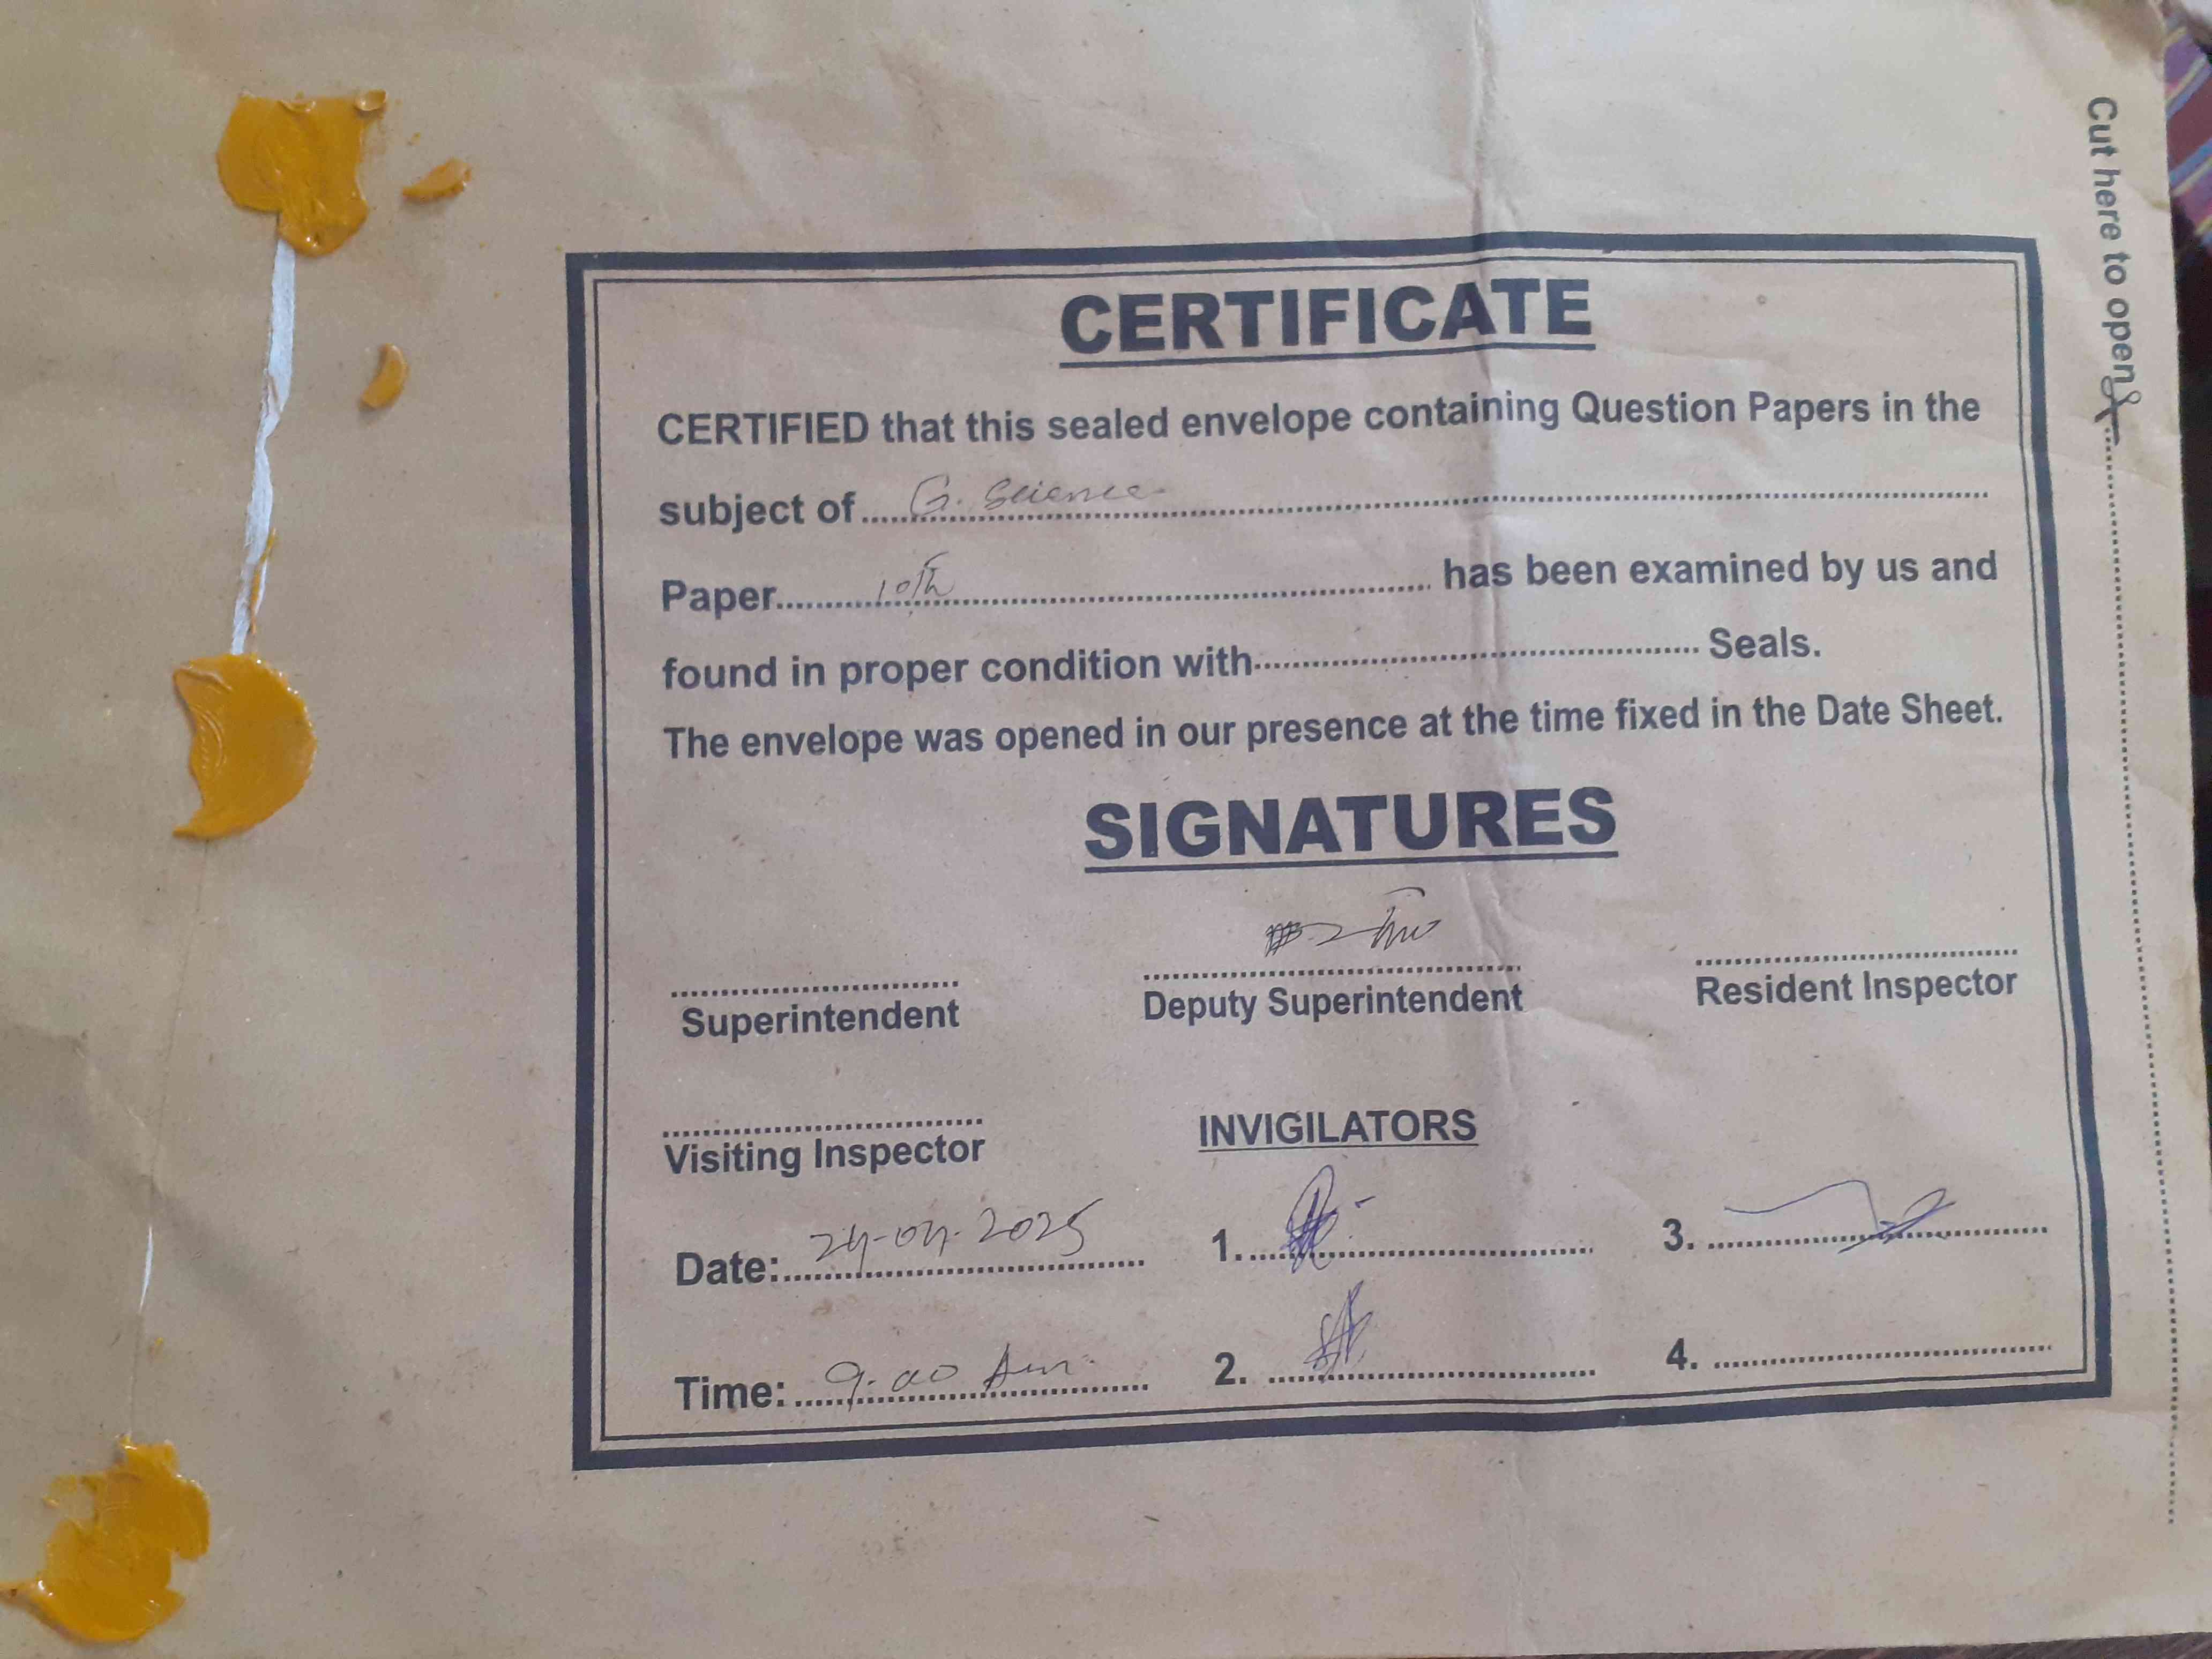 Cut here to open
CERTIFICATE
CERTIFIED that this sealed envelope containing Question Papers in the
subject of G. Science
Paper 10th has been examined by us and
found in proper condition with Seals.
The envelope was opened in our presence at the time fixed in the Date Sheet.
SIGNATURES
Superintendent
Deputy Superintendent
Resident Inspector
Visiting Inspector
INVIGILATORS
Date: 24-04-2025
1.
3.
Time: 9:00 Am
2.
4.